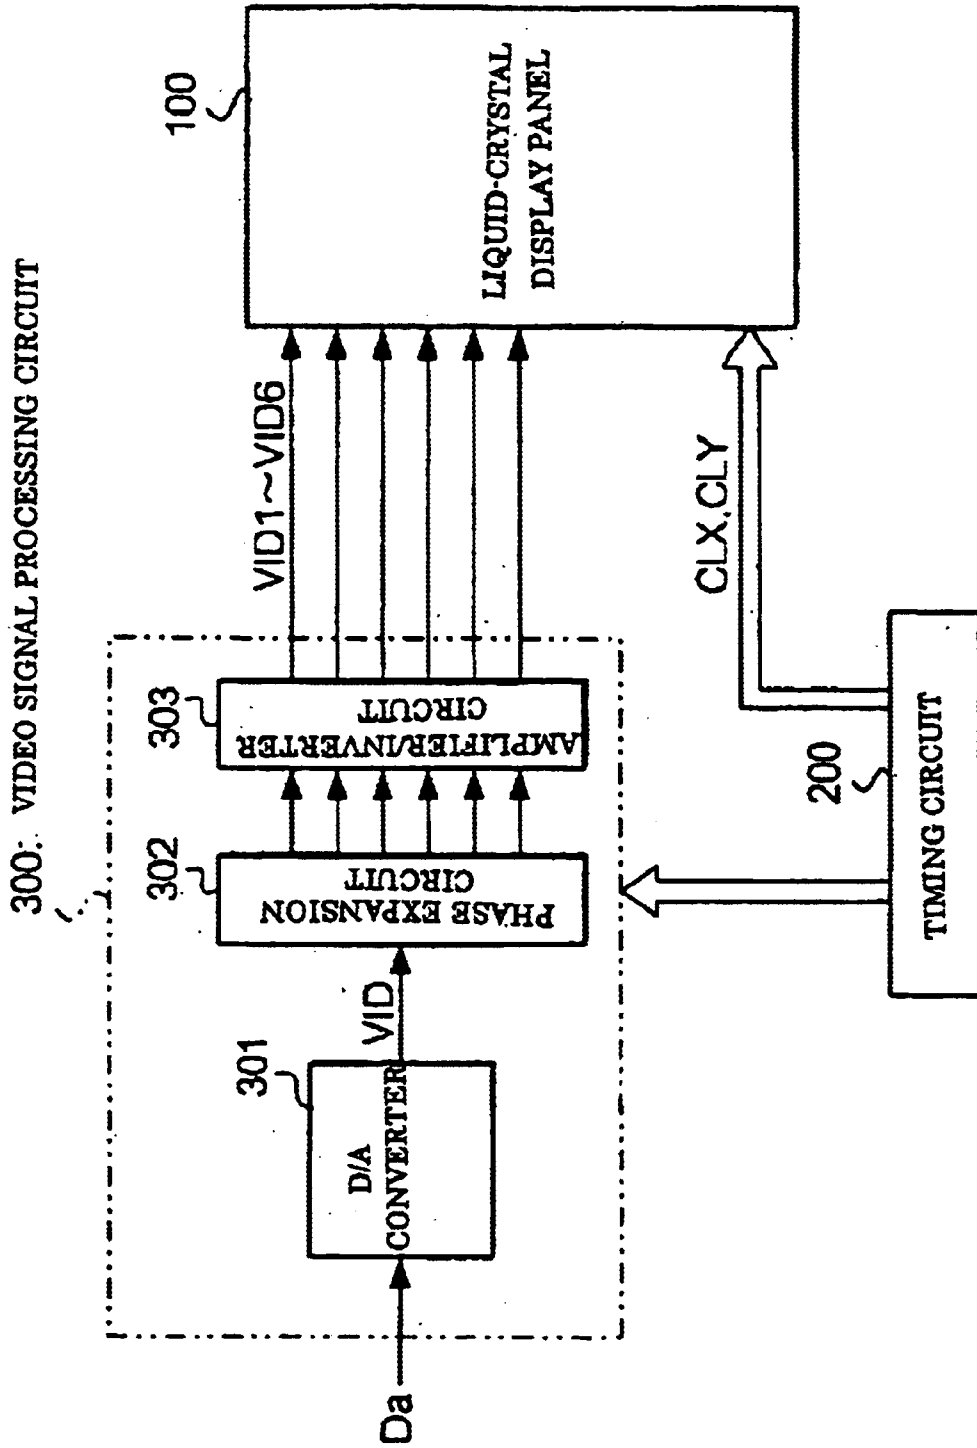 300: VIDEO SIGNAL PROCESSING CIRCUIT
Da
301
D/A
CONVERTER
VID
302
PHASE EXPANSION
CIRCUIT
303
AMPLIFIER/INVERTER
CIRCUIT
VID1~VID6
100
LIQUID-CRYSTAL
DISPLAY PANEL
CLX,CLY
200
TIMING CIRCUIT